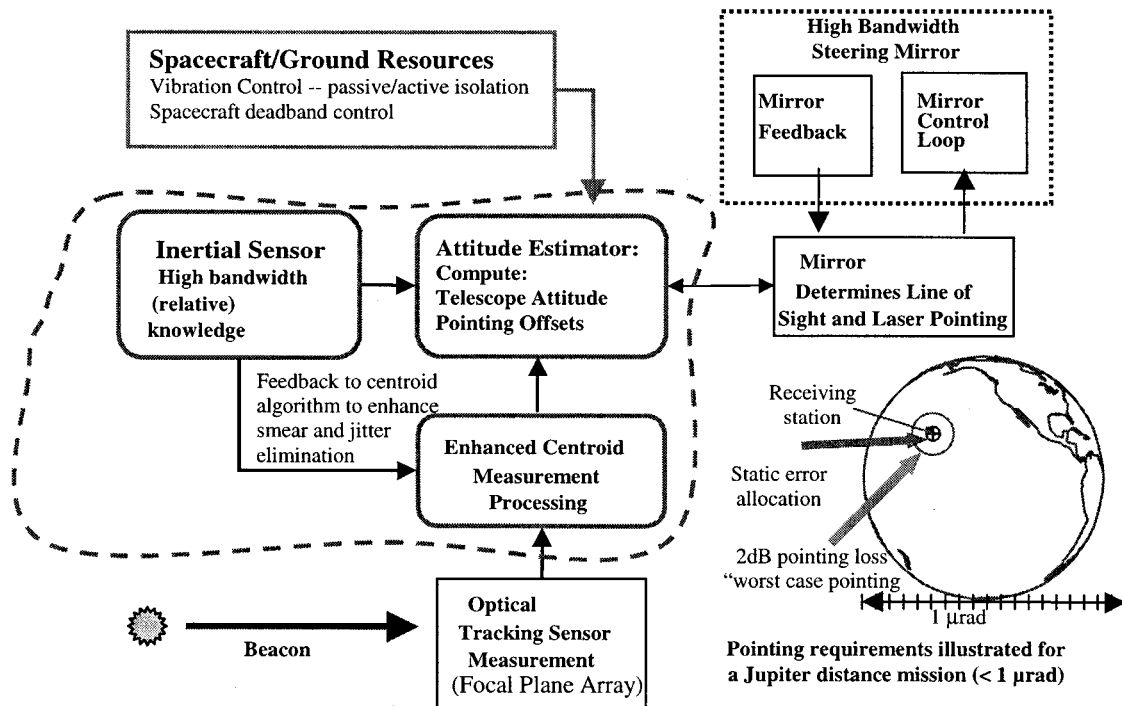 Spacecraft/Ground Resources
Vibration Control -- passive/active isolation
Spacecraft deadband control
High Bandwidth
Steering Mirror
Mirror
Feedback
Mirror
Control
Loop
Inertial Sensor
High bandwidth
(relative)
knowledge
Attitude Estimator:
Compute:
Telescope Attitude
Pointing Offsets
Mirror
Determines Line of
Sight and Laser Pointing
Feedback to centroid
algorithm to enhance
smear and jitter
elimination
Enhanced Centroid
Measurement
Processing
Receiving
station
Static error
allocation
2dB pointing loss
“worst case pointing
1 μrad
Beacon
Optical
Tracking Sensor
Measurement
(Focal Plane Array)
Pointing requirements illustrated for
a Jupiter distance mission (< 1 μrad)